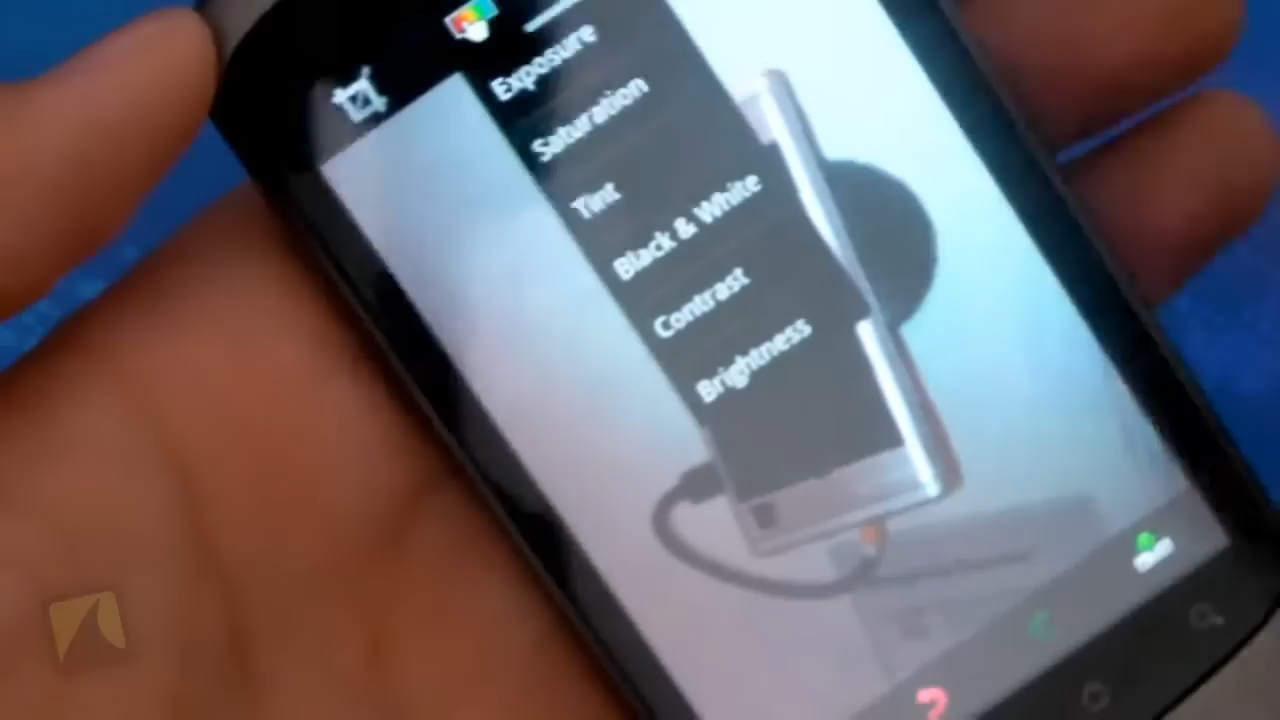 Exposure
Saturation
Tint
Black & White
Contrast
Brightness